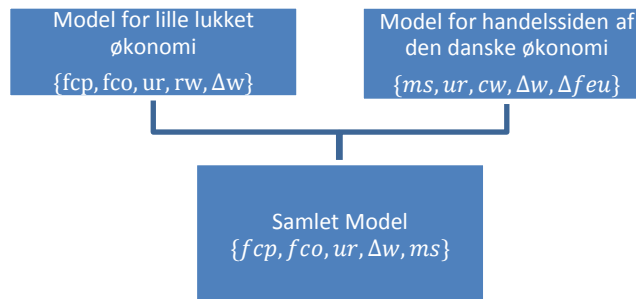 Model for lille lukket
økonomi
{fcp, fco, ur, rw, Δw}
Model for handelssiden af
den danske økonomi
{ms, ur, cw, Δw, Δfeu}
Samlet Model
{fcp, fco, ur, Δw, ms}